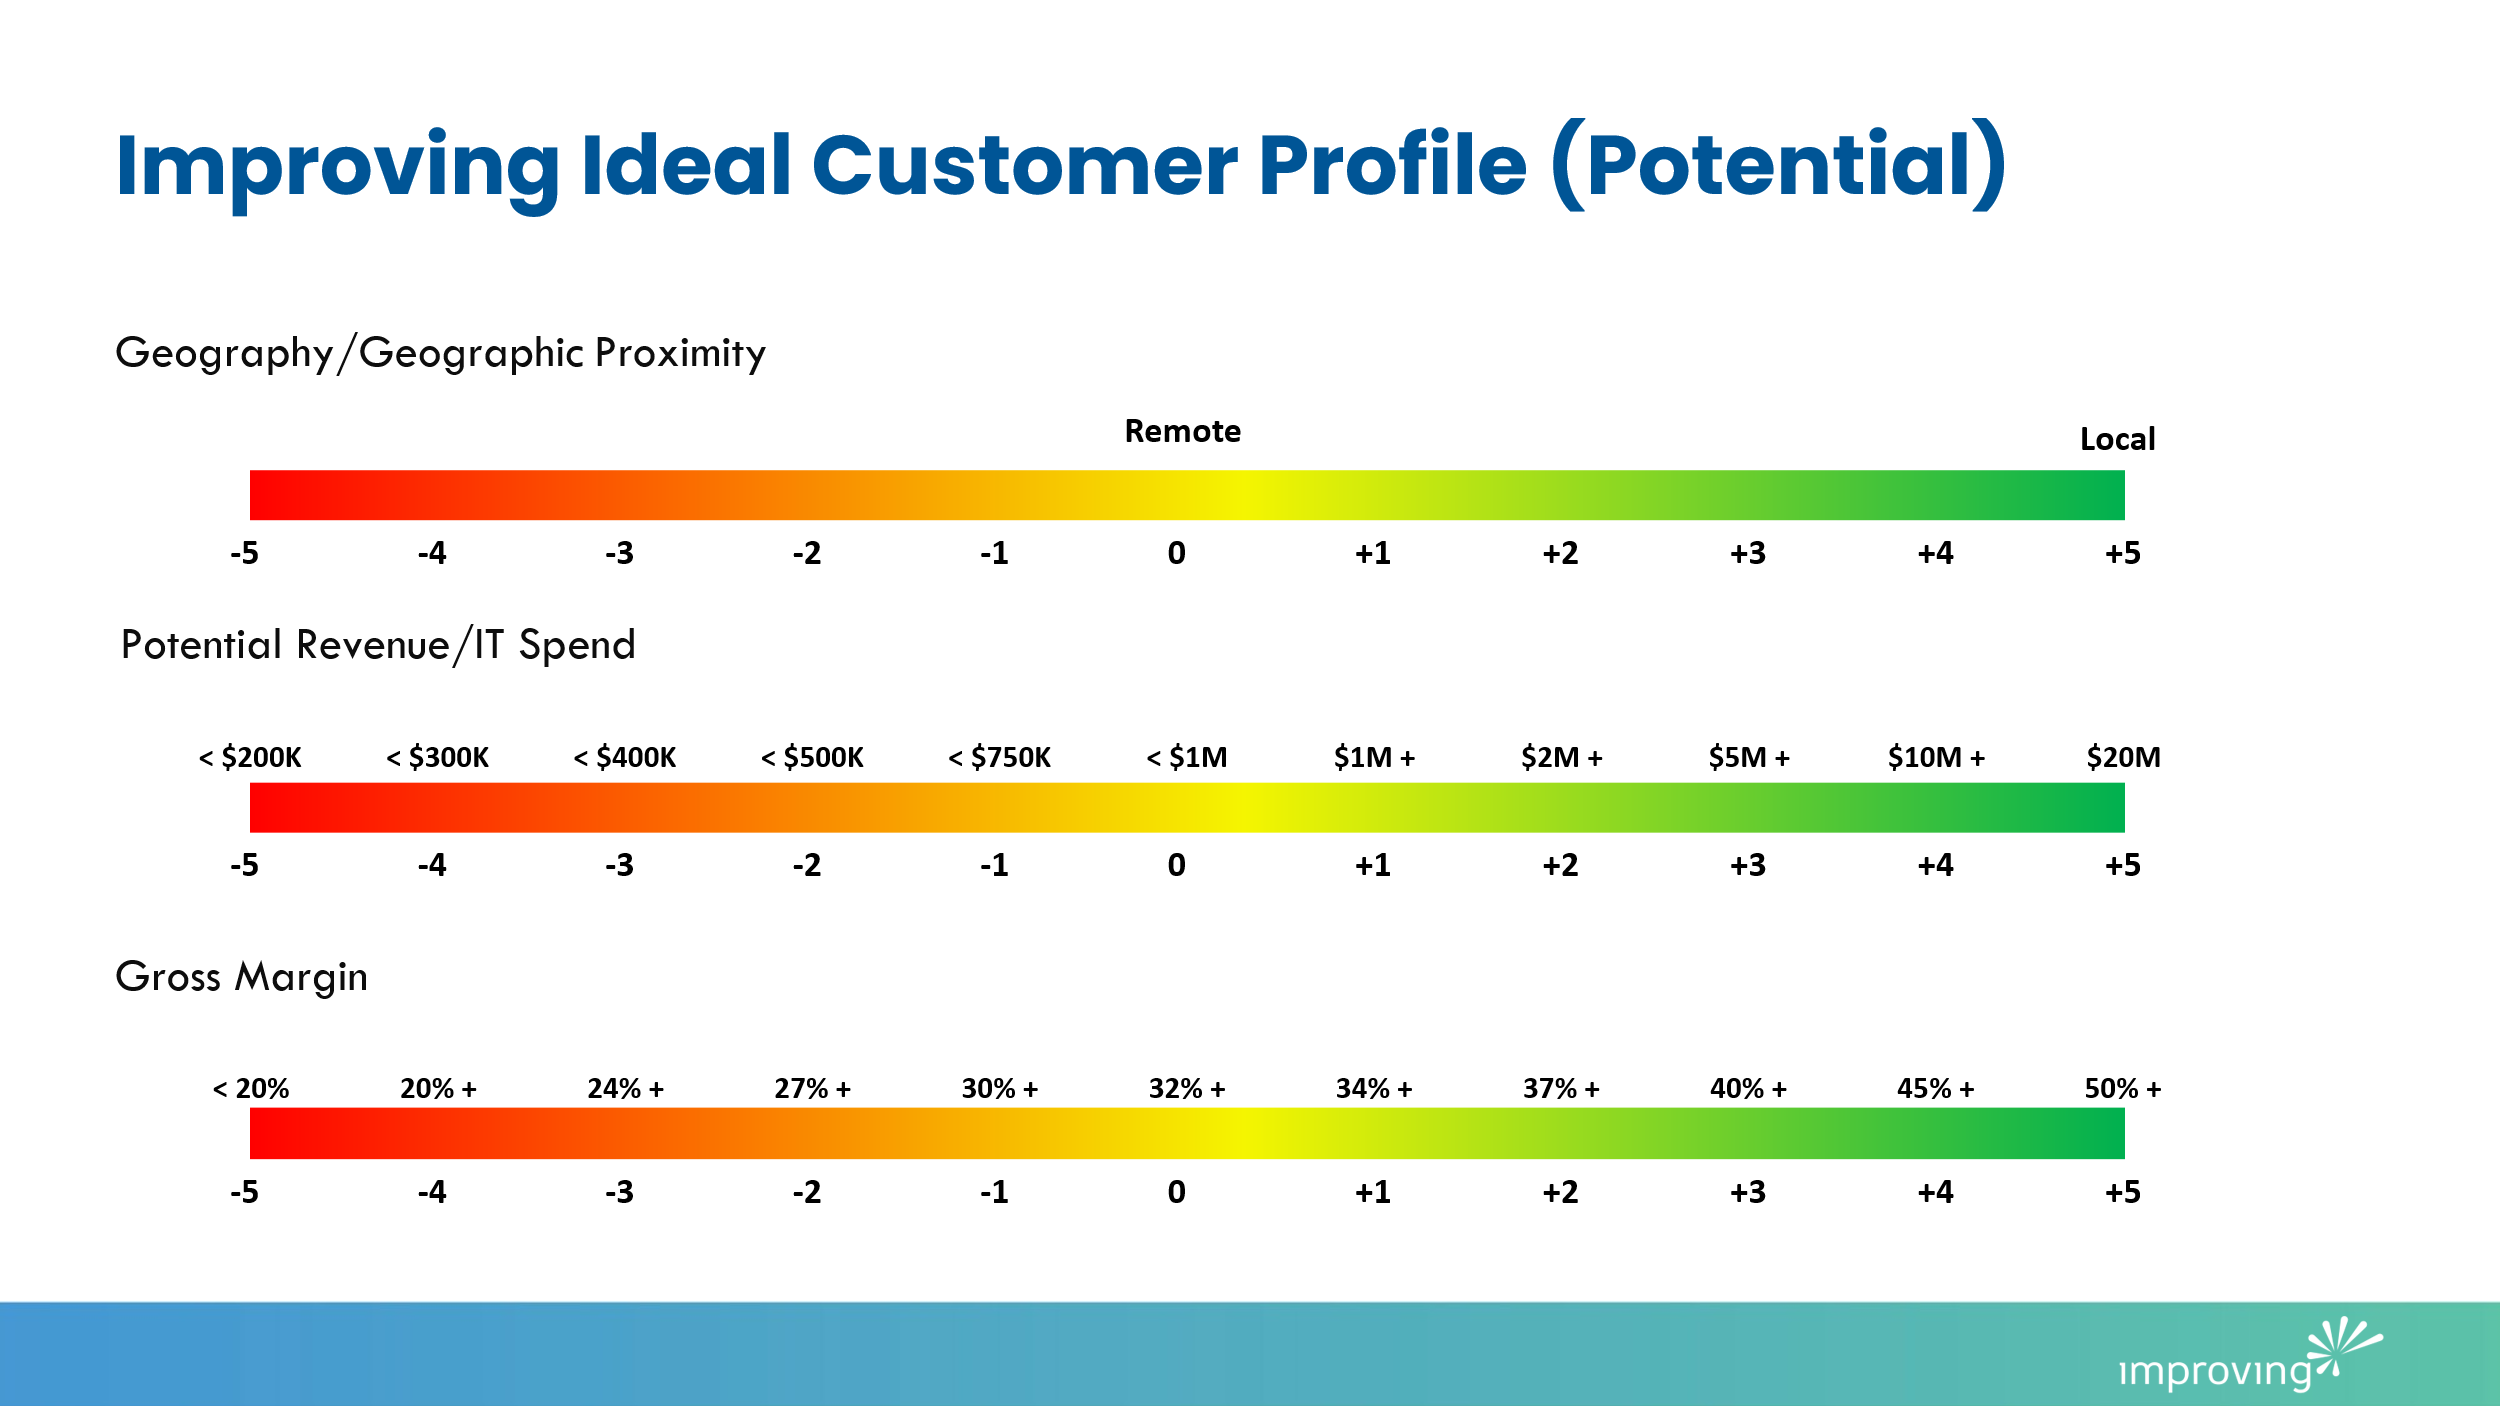 Improving Ideal Customer Profile (Potential)
Geography/Geographic Proximity
Remote Local
-5 -4 -3 -2 -1 0 +1 +2 +3 +4 +5
Potential Revenue/IT Spend
< $200K < $300K < $400K < $500K < $750K < $1M $1M + $2M + $5M + $10M + $20M
-5 -4 -3 -2 -1 0 +1 +2 +3 +4 +5
Gross Margin
< 20% 20% + 24% + 27% + 30% + 32% + 34% + 37% + 40% + 45% + 50% +
-5 -4 -3 -2 -1 0 +1 +2 +3 +4 +5
improving